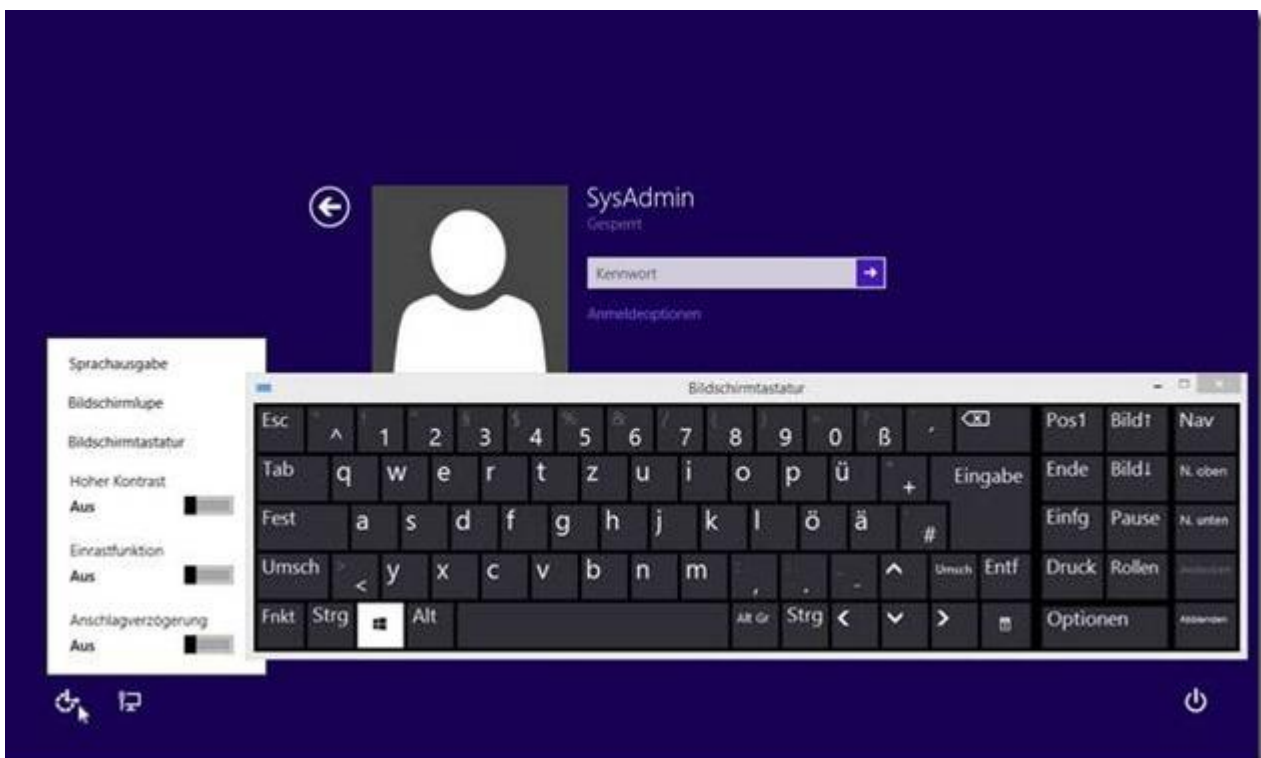 SysAdmin
Gesperrt
Kennwort
Anmeldeoptionen
Sprachausgabe
Bildschirmlupe
Bildschirmtastatur
Hoher Kontrast
Aus
Einrastfunktion
Aus
Anschlagverzögerung
Aus
Bildschirmtastatur
Esc ^ 1 2 3 4 5 6 7 8 9 0 ß ´ Pos1 Bild↑ Nav
Tab q w e r t z u i o p ü + Eingabe Ende Bild↓ N. oben
Fest a s d f g h j k l ö ä # Einfg Pause N. unten
Umsch > < y x c v b n m , . - Umsch Entf Druck Rollen
Fnkt Strg Alt Alt Gr Strg Optionen Abblenden